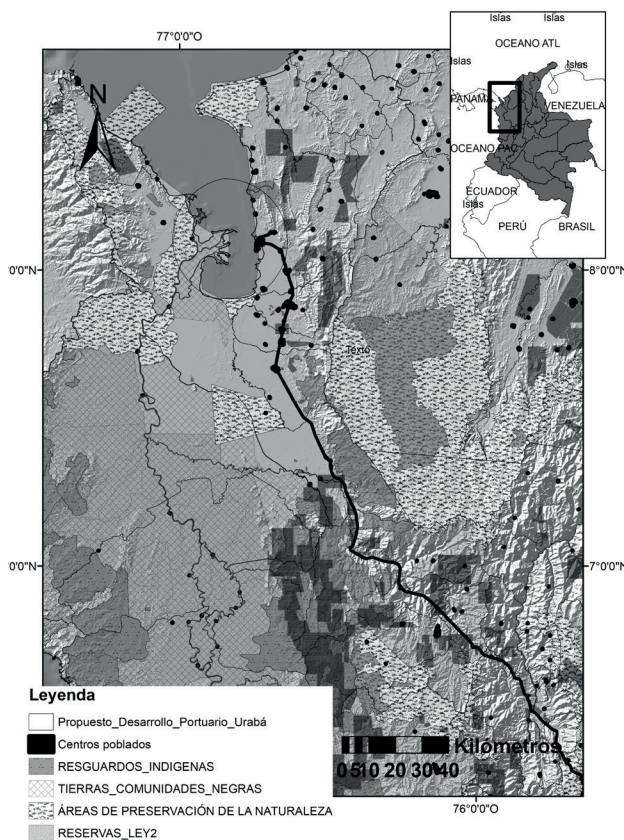 77°0'0"O
N
Islas Islas
OCEANO ATL
Islas Islas
PANAMÁ
VENEZUELA
OCEANO PAC
ECUADOR
Islas
PERÚ BRASIL
0'0"N 8°0'0"N
Texto
0'0"N 7°0'0"N
Leyenda
Propuesto_Desarrollo_Portuario_Urabá
Centros poblados
RESGUARDOS_INDIGENAS
TIERRAS_COMUNIDADES_NEGRAS
ÁREAS DE PRESERVACIÓN DE LA NATURALEZA
RESERVAS_LEY2
Kilómetros
0 5 10 20 30 40
76°0'0"O